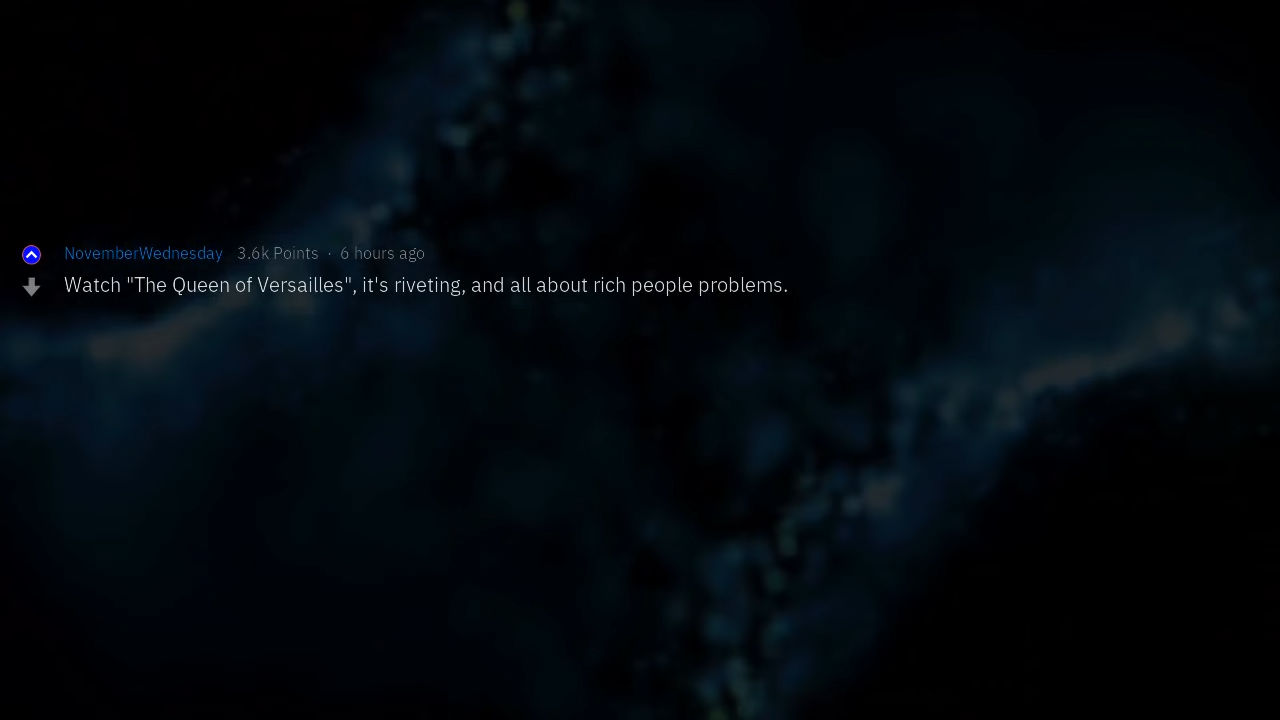 NovemberWednesday 3.6k Points · 6 hours ago
Watch "The Queen of Versailles", it's riveting, and all about rich people problems.